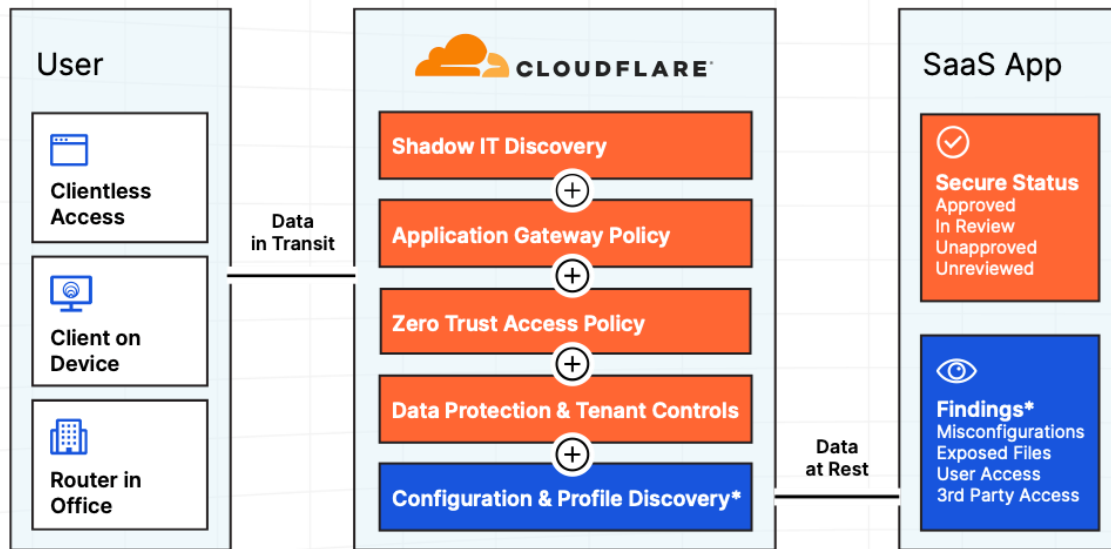 User
Clientless
Access
Client on
Device
Router in
Office
Data
in Transit
CLOUDFLARE
Shadow IT Discovery
Application Gateway Policy
Zero Trust Access Policy
Data Protection & Tenant Controls
Configuration & Profile Discovery*
Data
at Rest
SaaS App
Secure Status
Approved
In Review
Unapproved
Unreviewed
Findings*
Misconfigurations
Exposed Files
User Access
3rd Party Access